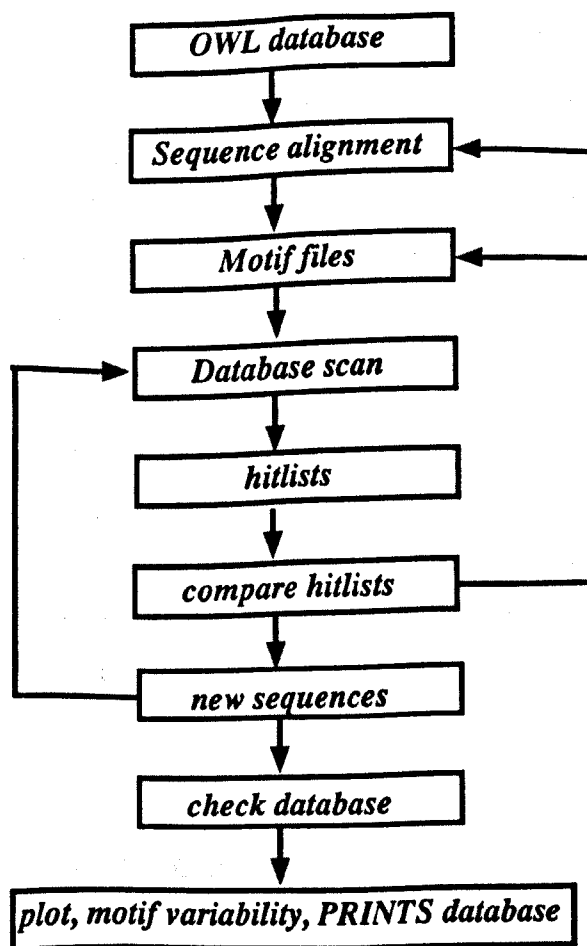 OWL database
Sequence alignment
Motif files
Database scan
hitlists
compare hitlists
new sequences
check database
plot, motif variability, PRINTS database